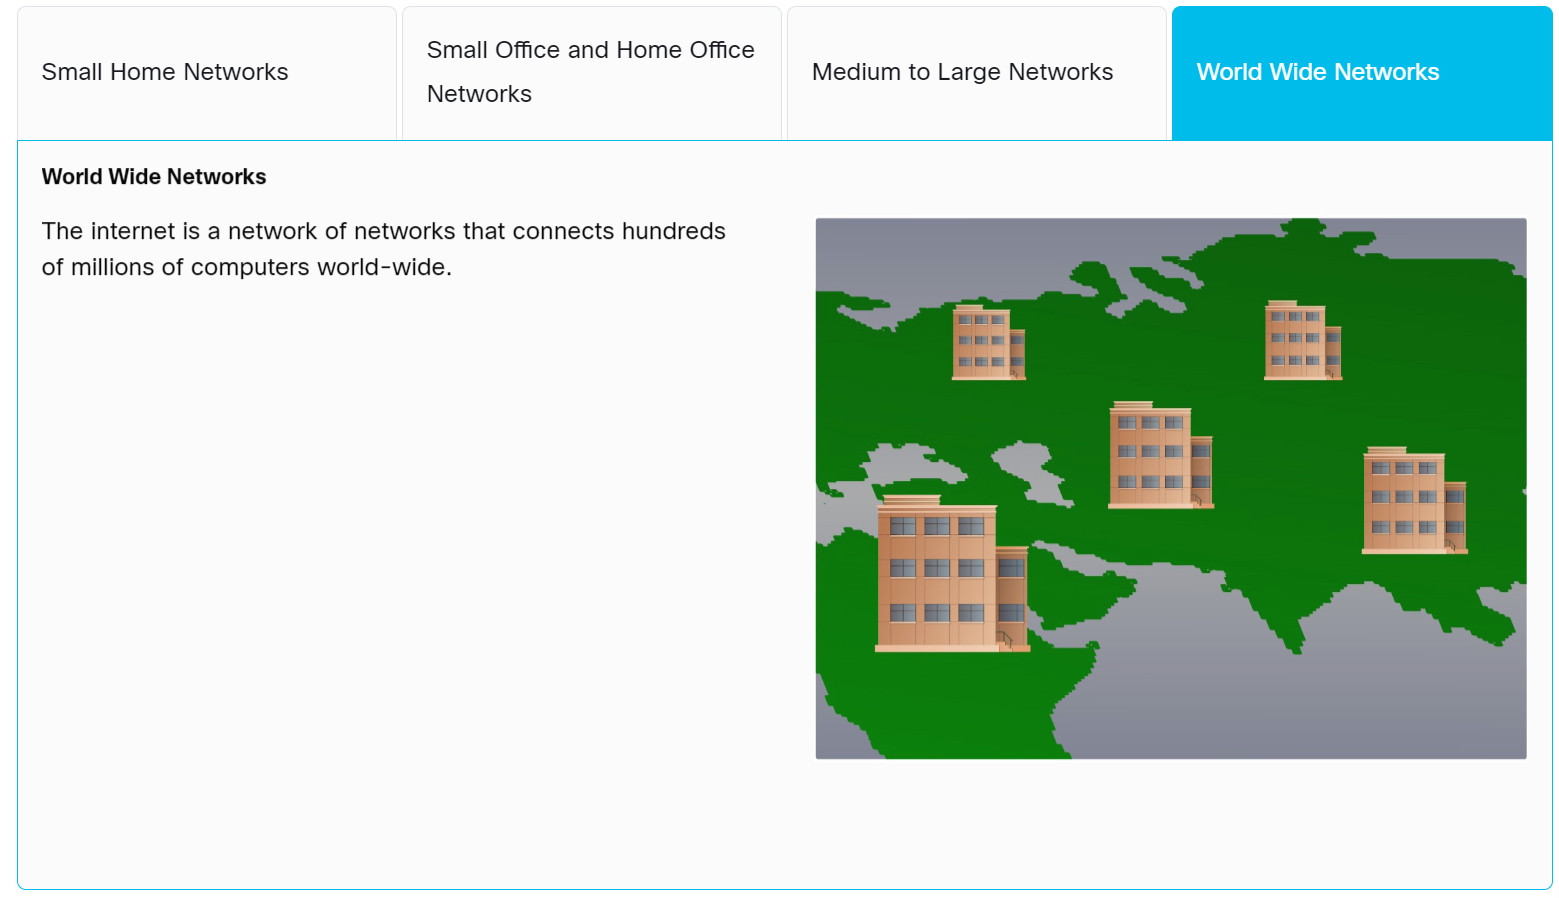 Small Home Networks
Small Office and Home Office
Networks
Medium to Large Networks
World Wide Networks
World Wide Networks
The internet is a network of networks that connects hundreds
of millions of computers world-wide.